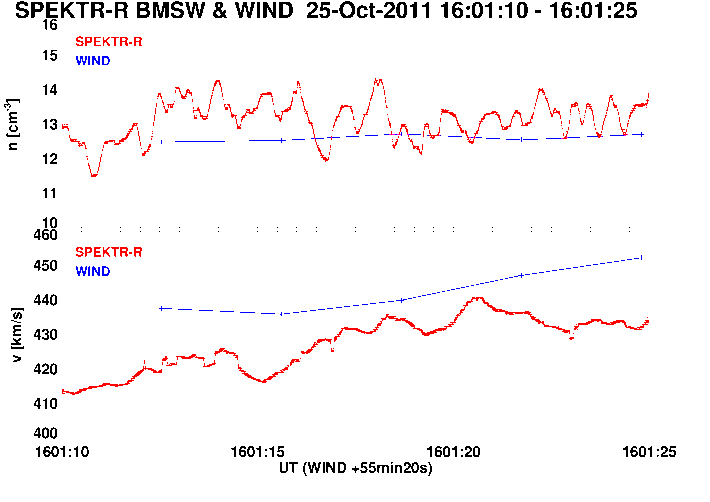 SPEKTR-R BMSW & WIND 25-Oct-2011 16:01:10 - 16:01:25
16
SPEKTR-R
15
WIND
14
n [cm⁻³]
13
12
11
10
460
SPEKTR-R
450
WIND
440
v [km/s]
430
420
410
400
1601:10 1601:15 1601:20 1601:25
UT (WIND +55min20s)